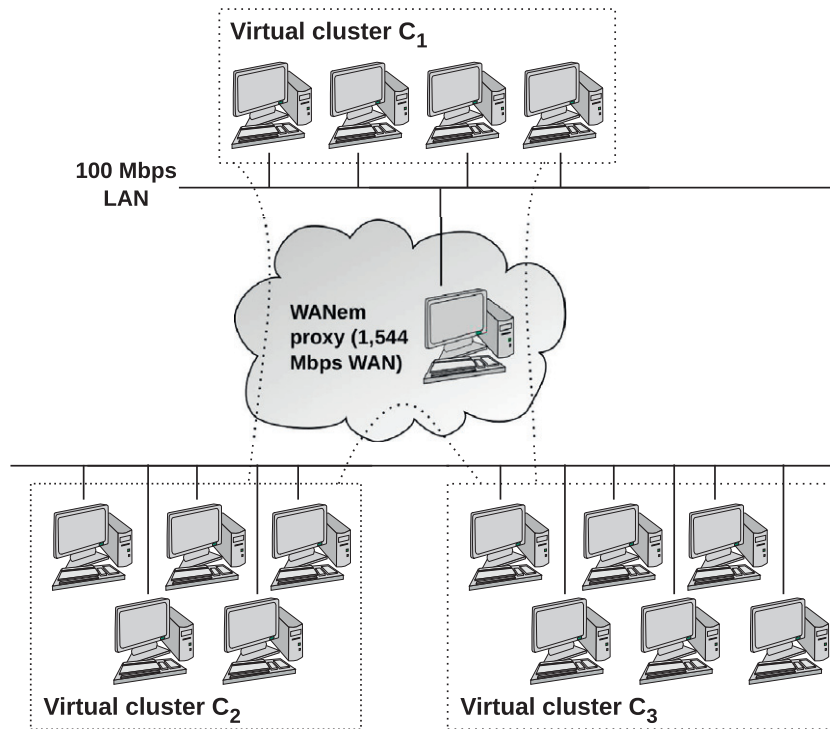 Virtual cluster C1
100 Mbps
LAN
WANem
proxy (1,544
Mbps WAN)
Virtual cluster C2
Virtual cluster C3